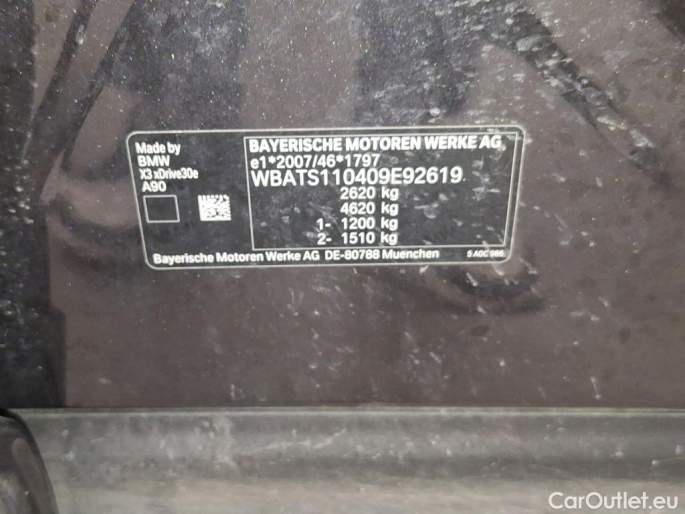 Made by
BMW
X3 xDrive30e
A90
BAYERISCHE MOTOREN WERKE AG
e1*2007/46*1797
WBATS110409E92619
2620 kg
4620 kg
1- 1200 kg
2- 1510 kg
Bayerische Motoren Werke AG DE-80788 Muenchen
CarOutlet.eu